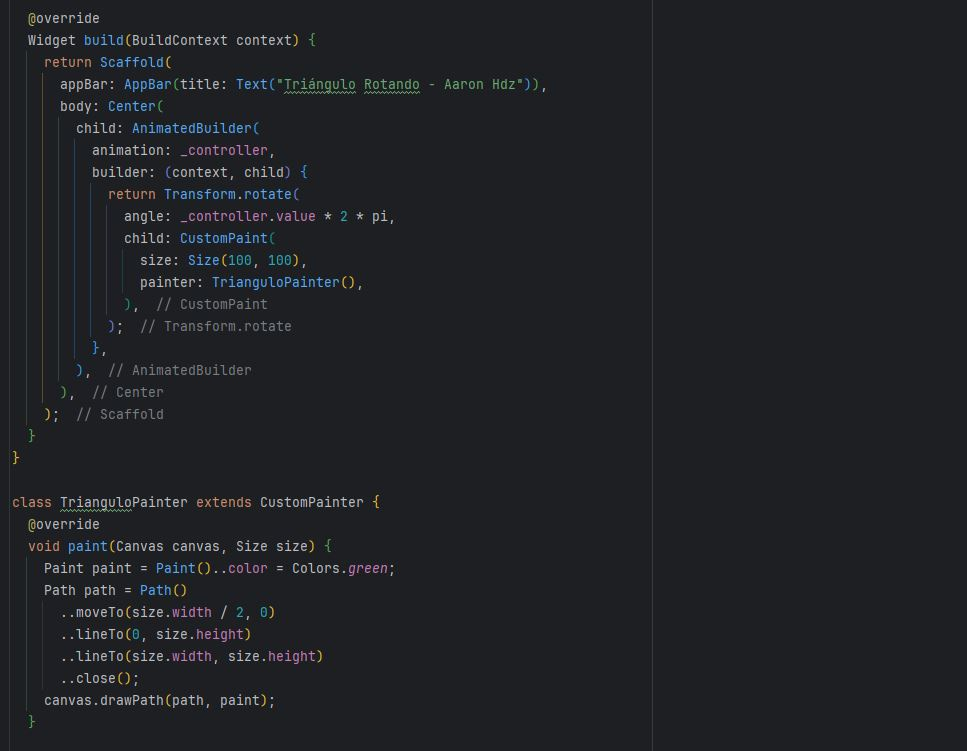 @override
Widget build(BuildContext context) {
return Scaffold(
appBar: AppBar(title: Text("Triángulo Rotando - Aaron Hdz")),
body: Center(
child: AnimatedBuilder(
animation: _controller,
builder: (context, child) {
return Transform.rotate(
angle: _controller.value * 2 * pi,
child: CustomPaint(
size: Size(100, 100),
painter: TrianguloPainter(),
), // CustomPaint
); // Transform.rotate
},
), // AnimatedBuilder
), // Center
); // Scaffold
}
}
class TrianguloPainter extends CustomPainter {
@override
void paint(Canvas canvas, Size size) {
Paint paint = Paint()..color = Colors.green;
Path path = Path()
..moveTo(size.width / 2, 0)
..lineTo(0, size.height)
..lineTo(size.width, size.height)
..close();
canvas.drawPath(path, paint);
}